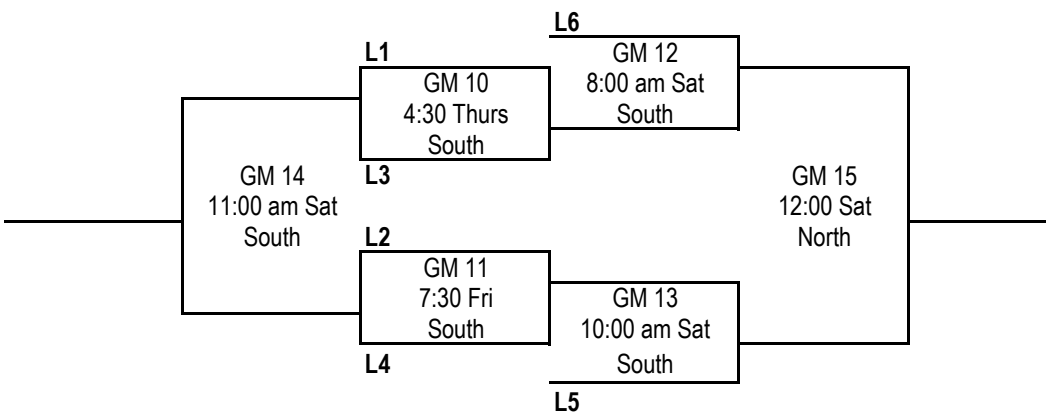 L6
GM 12
8:00 am Sat
South
L1
GM 10
4:30 Thurs
South
L3
GM 14
11:00 am Sat
South
GM 15
12:00 Sat
North
L2
GM 11
7:30 Fri
South
L4
GM 13
10:00 am Sat
South
L5